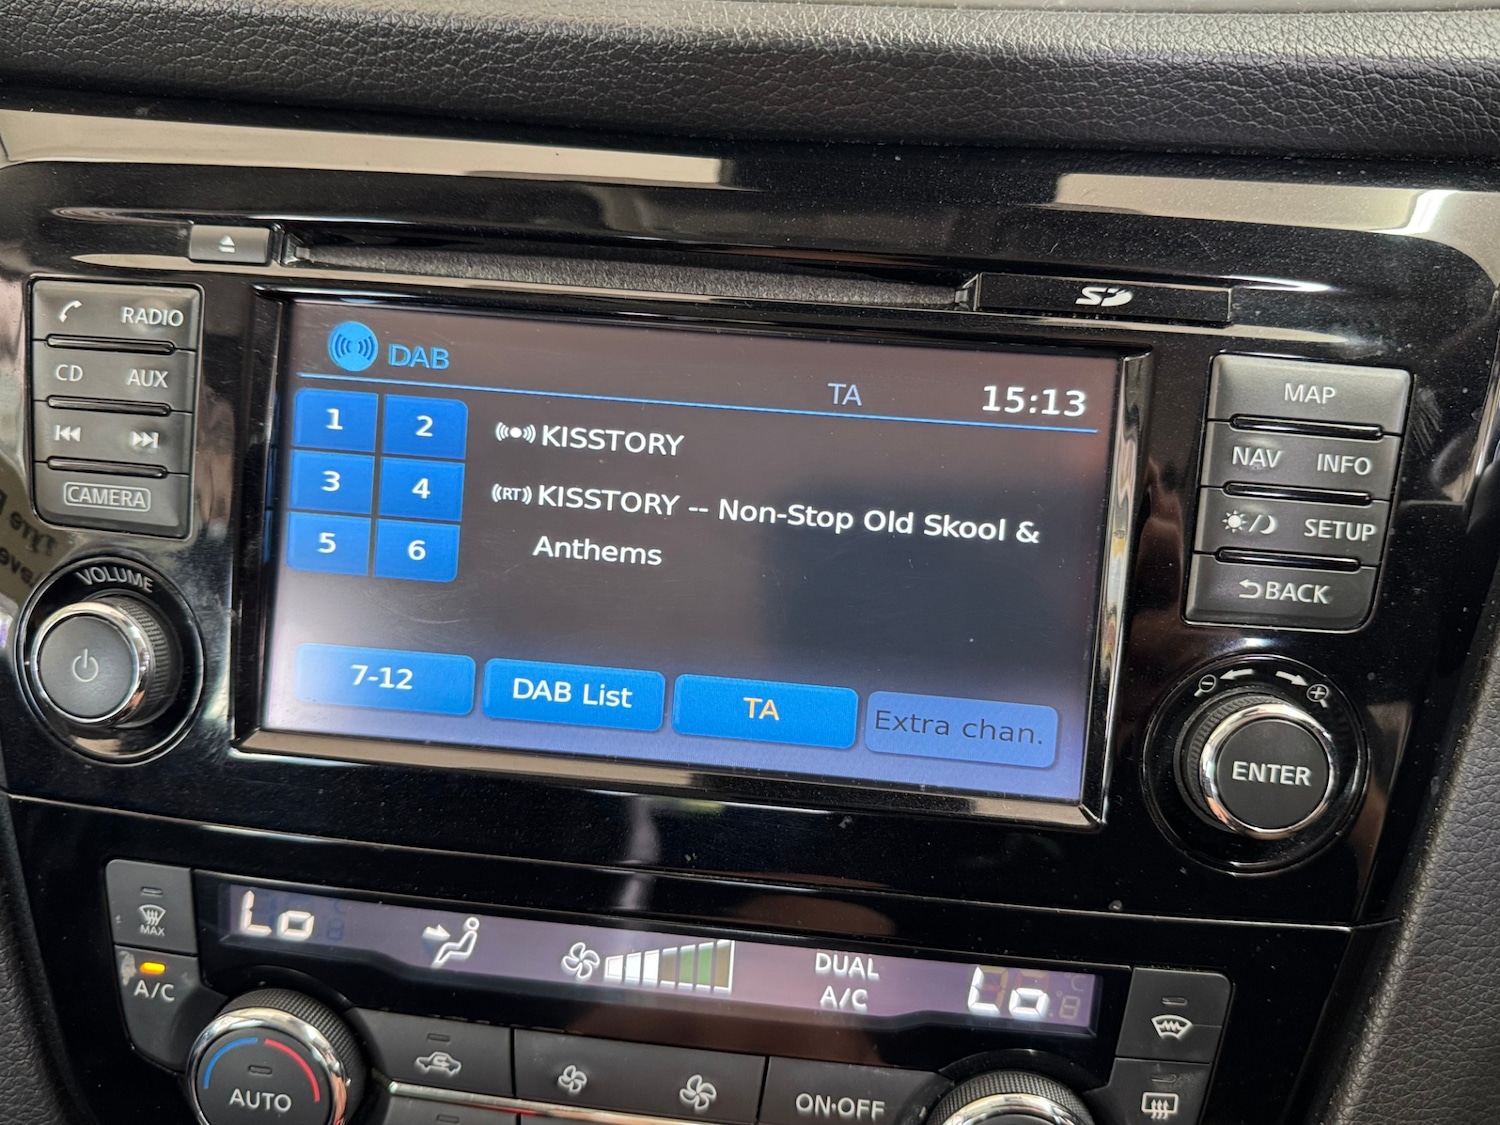 RADIO
CD AUX
CAMERA
VOLUME
DAB
TA 15:13
1 2
3 4
5 6
KISSTORY
(RT) KISSTORY -- Non-Stop Old Skool &
Anthems
7-12 DAB List TA Extra chan.
SD
MAP
NAV INFO
SETUP
BACK
ENTER
MAX
A/C
Lo
DUAL
A/C
Lo
AUTO
ON·OFF